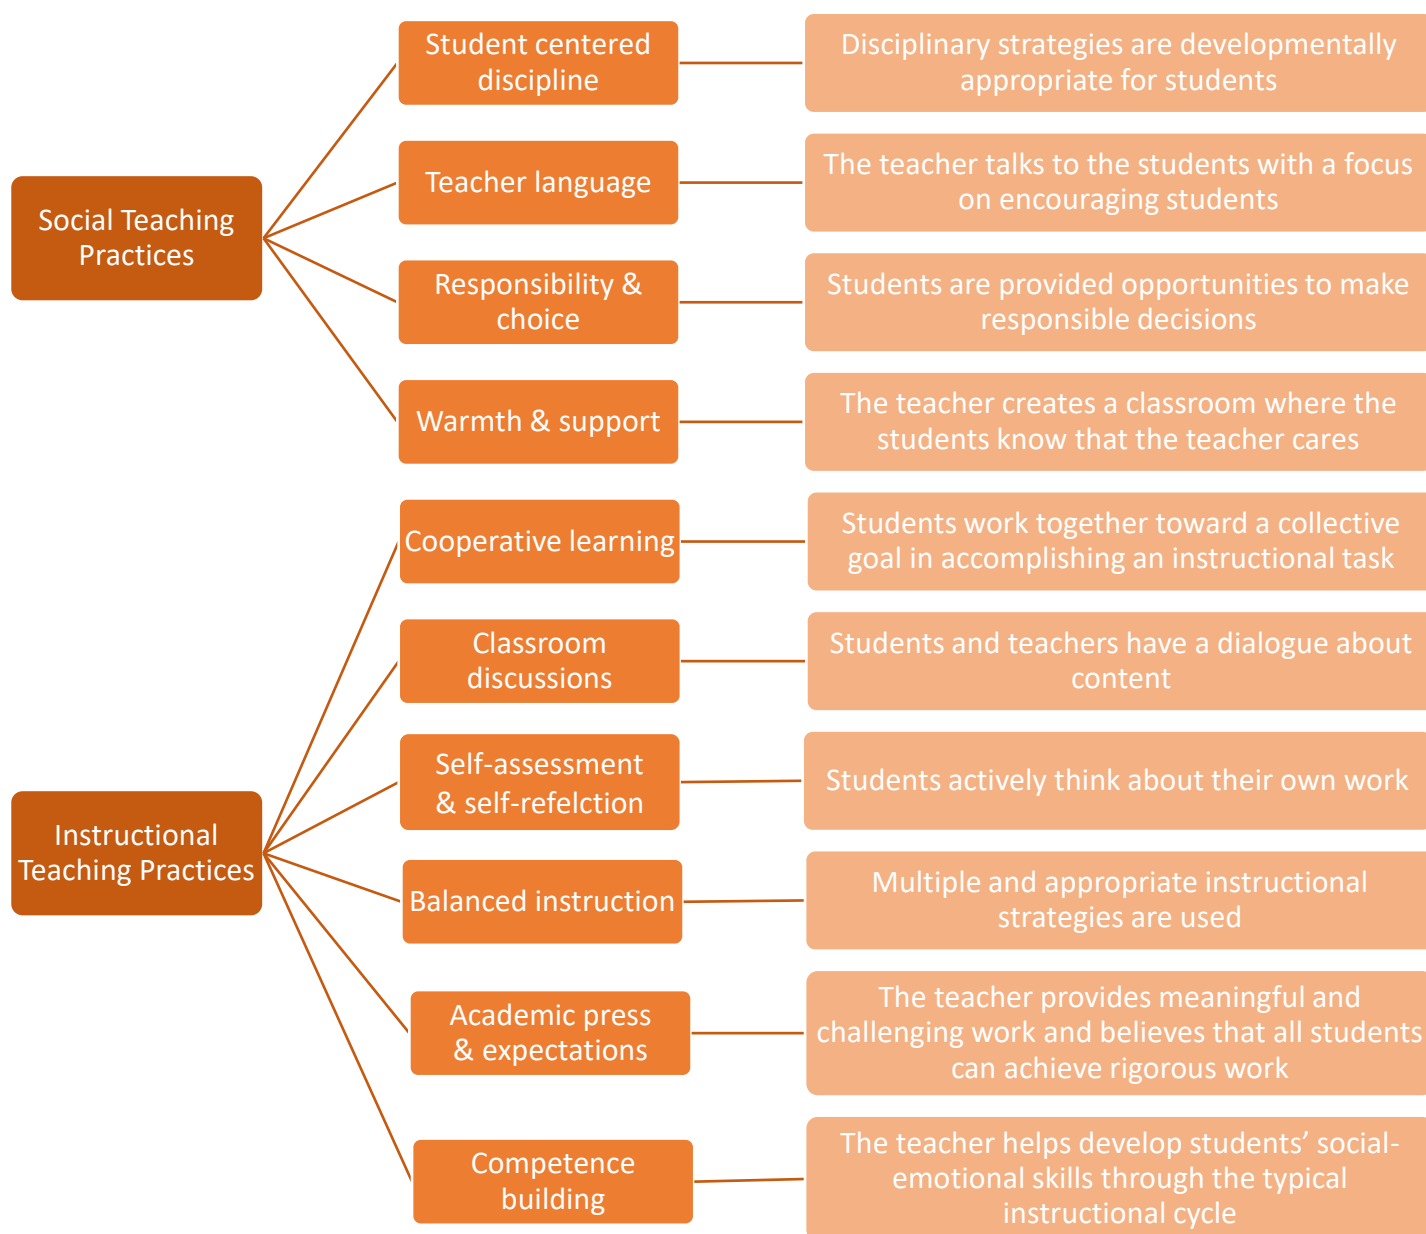 Social Teaching
Practices
Student centered
discipline
Disciplinary strategies are developmentally
appropriate for students
Teacher language
The teacher talks to the students with a focus
on encouraging students
Responsibility &
choice
Students are provided opportunities to make
responsible decisions
Warmth & support
The teacher creates a classroom where the
students know that the teacher cares
Instructional
Teaching Practices
Cooperative learning
Students work together toward a collective
goal in accomplishing an instructional task
Classroom
discussions
Students and teachers have a dialogue about
content
Self-assessment
& self-refelction
Students actively think about their own work
Balanced instruction
Multiple and appropriate instructional
strategies are used
Academic press
& expectations
The teacher provides meaningful and
challenging work and believes that all students
can achieve rigorous work
Competence
building
The teacher helps develop students’ social-
emotional skills through the typical
instructional cycle